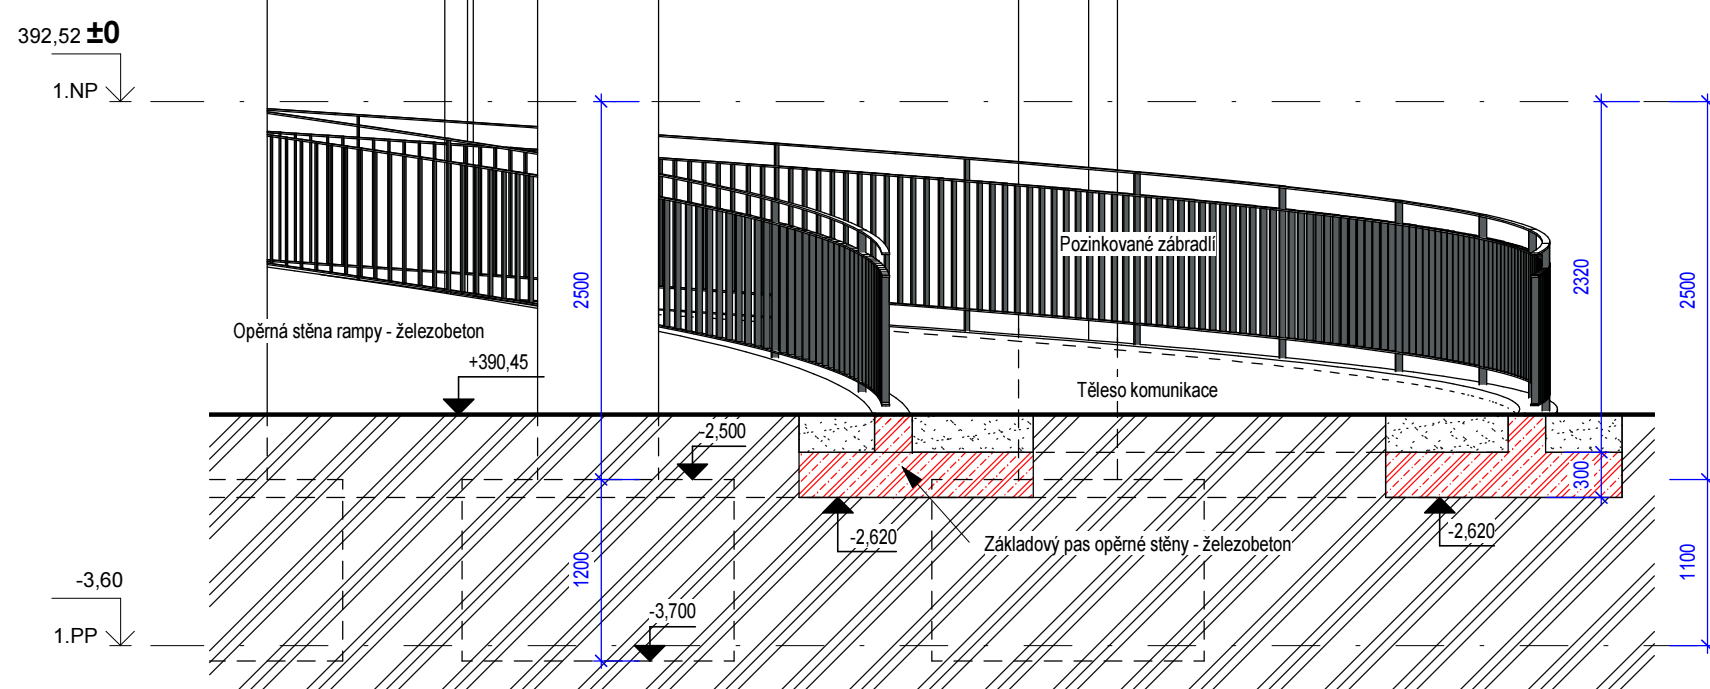 392,52 ±0
1.NP
Pozinkované zábradlí
2500
2320
2500
Opěrná stěna rampy - železobeton
+390,45
Těleso komunikace
-2,500
300
-2,620
-2,620
Základový pas opěrné stěny - železobeton
1200
1100
-3,60
-3,700
1.PP